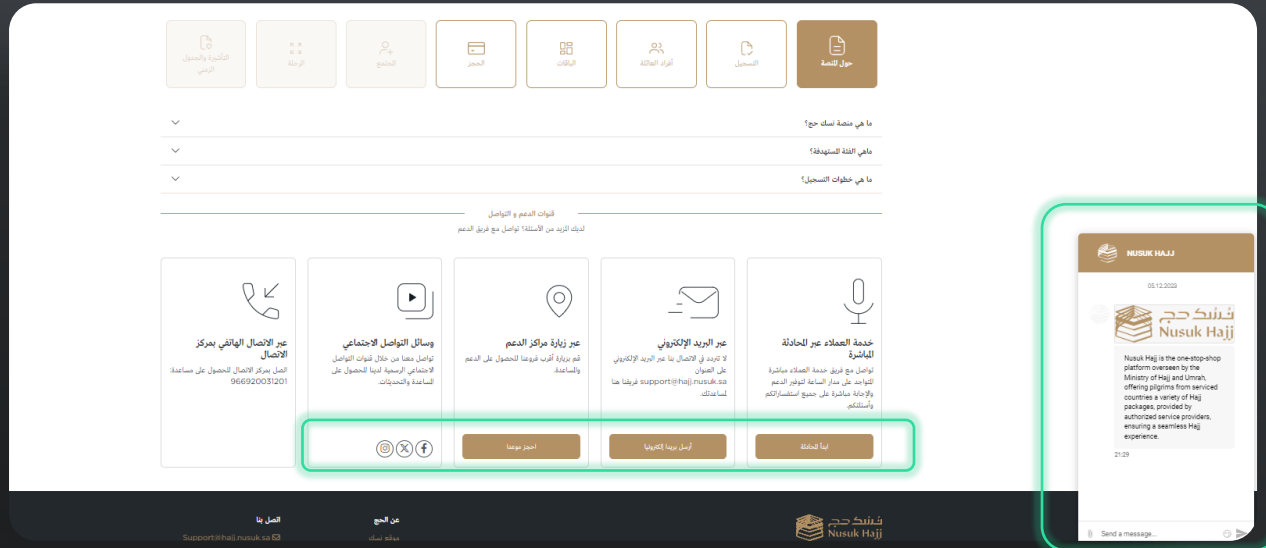 حول المنصة
التسجيل
أفراد العائلة
الباقات
الحجز
المجتمع
الرحلة
التأشيرة والجدول
الزمني
ما هي منصة نسك حج؟
ماهي الفئة المستهدفة؟
ما هي خطوات التسجيل؟
قنوات الدعم و التواصل
لديك المزيد من الأسئلة؟ تواصل مع فريق الدعم
خدمة العملاء عبر المحادثة
المباشرة
تواصل مع فريق خدمة العملاء مباشرة
المتواجد على مدار الساعة لتوفير الدعم
والإجابة مباشرة على جميع استفساراتكم
وأسئلتكم.
ابدأ المحادثة
عبر البريد الإلكتروني
لا تتردد في الاتصال بنا عبر البريد الإلكتروني
على العنوان
support@hajj.nusuk.sa فريقنا هنا
لمساعدتك.
أرسل بريدا إلكترونيا
عبر زيارة مراكز الدعم
قم بزيارة أقرب فروعنا للحصول على الدعم
والمساعدة.
احجز موعدا
وسائل التواصل الاجتماعي
تواصل معنا من خلال قنوات التواصل
الاجتماعي الرسمية لدينا للحصول على
المساعدة والتحديثات.
عبر الاتصال الهاتفي بمركز
الاتصال
اتصل بمركز الاتصال للحصول على مساعدة:
966920031201
NUSUK HAJJ
05.12.2023
نُسُك حج
Nusuk Hajj
Nusuk Hajj is the one-stop-shop
platform overseen by the
Ministry of Hajj and Umrah,
offering pilgrims from serviced
countries a variety of Hajj
packages, provided by
authorized service providers,
ensuring a seamless Hajj
experience.
21:29
Send a message...
نُسُك حج
Nusuk Hajj
عن الحج
موقع نسك
اتصل بنا
Support@hajj.nusuk.sa